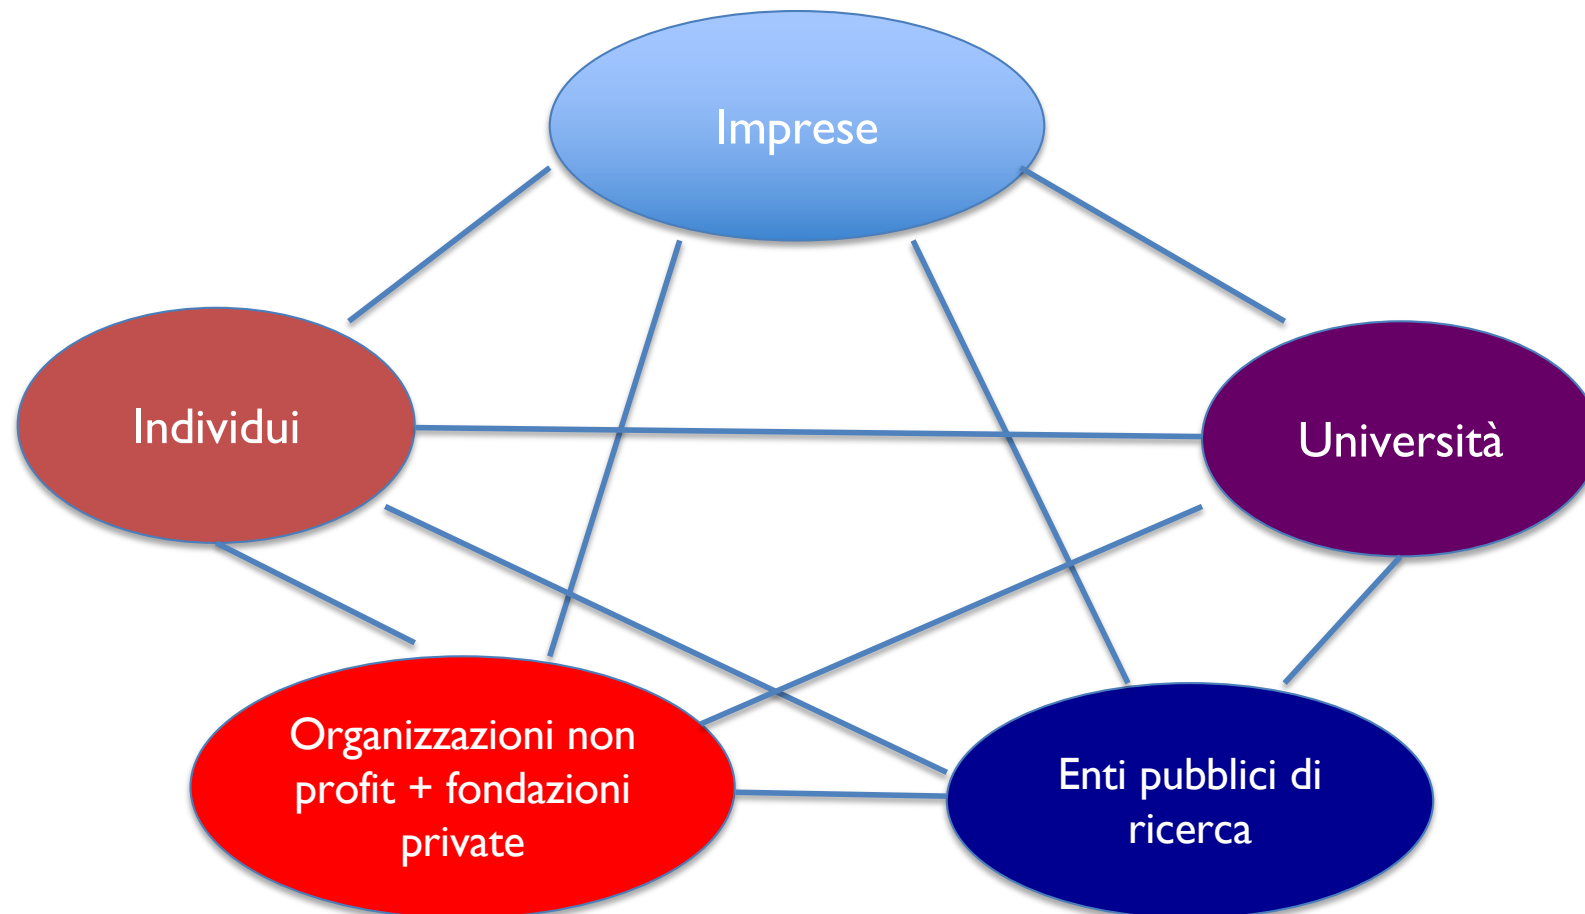 Imprese
Individui
Università
Organizzazioni non
profit + fondazioni
private
Enti pubblici di
ricerca